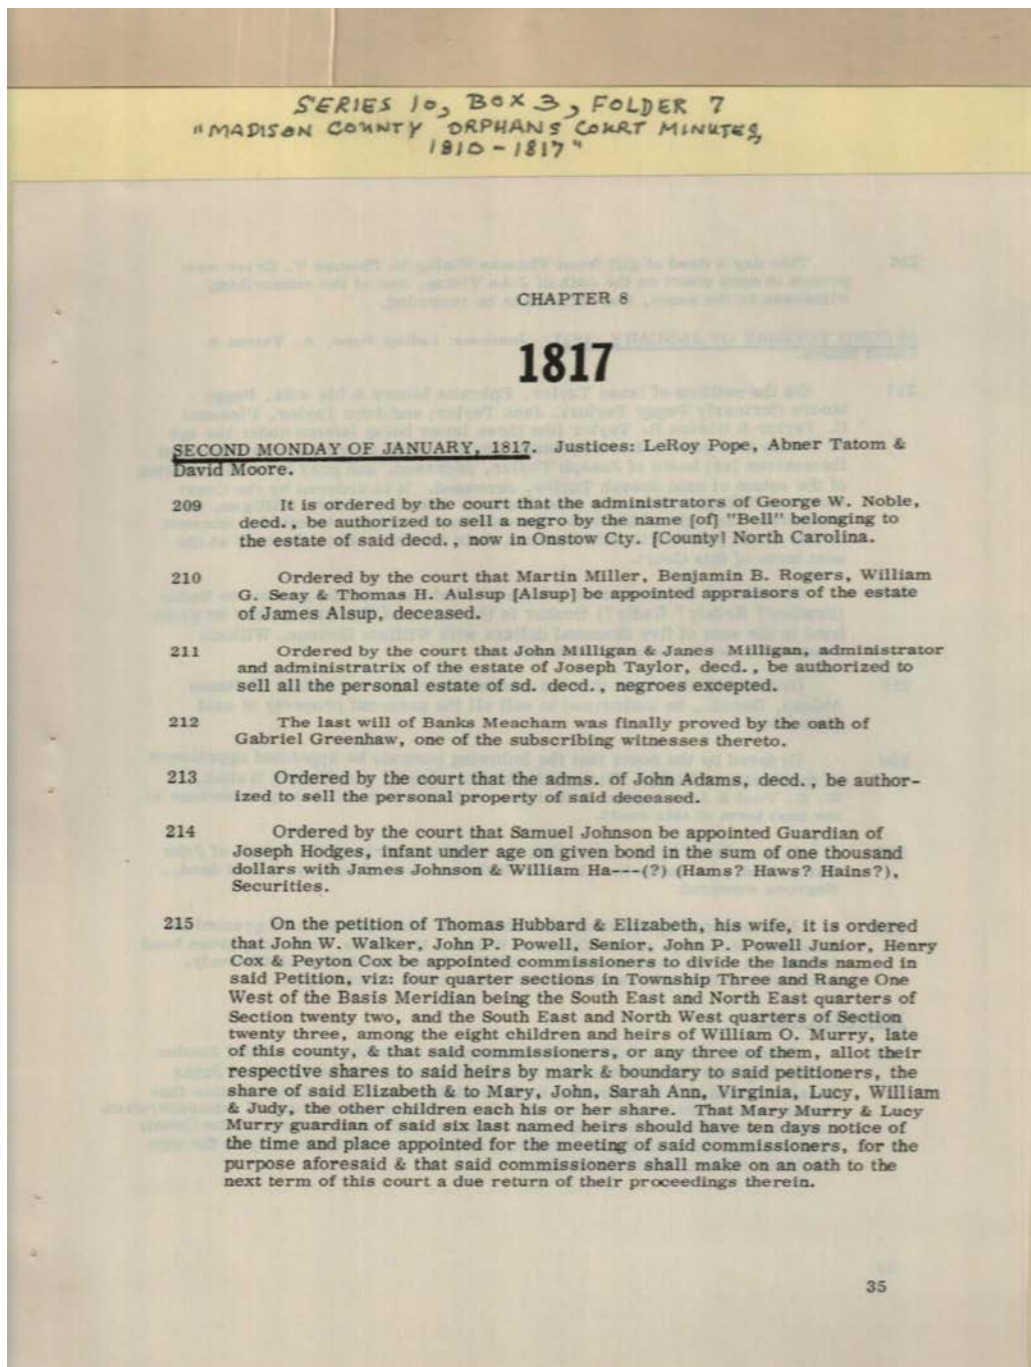 SERIES 10, BOX 3, FOLDER 7
"MADISON COUNTY ORPHANS COURT MINUTES,
1810-1817"
CHAPTER 8
1817
SECOND MONDAY OF JANUARY, 1817. Justices: LeRoy Pope, Abner Tatom &
David Moore.
209 It is ordered by the court that the administrators of George W. Noble,
decd., be authorized to sell a negro by the name [of] "Bell" belonging to
the estate of said decd., now in Onstow Cty. [County] North Carolina.
210 Ordered by the court that Martin Miller, Benjamin B. Rogers, William
G. Seay & Thomas H. Aulsup [Alsup] be appointed appraisors of the estate
of James Alsup, deceased.
211 Ordered by the court that John Milligan & Janes Milligan, administrator
and administratrix of the estate of Joseph Taylor, decd., be authorized to
sell all the personal estate of sd. decd., negroes excepted.
212 The last will of Banks Meacham was finally proved by the oath of
Gabriel Greenhaw, one of the subscribing witnesses thereto.
213 Ordered by the court that the adms. of John Adams, decd., be author-
ized to sell the personal property of said deceased.
214 Ordered by the court that Samuel Johnson be appointed Guardian of
Joseph Hodges, infant under age on given bond in the sum of one thousand
dollars with James Johnson & William Ha---(?) (Hams? Haws? Hains?),
Securities.
215 On the petition of Thomas Hubbard & Elizabeth, his wife, it is ordered
that John W. Walker, John P. Powell, Senior, John P. Powell Junior, Henry
Cox & Peyton Cox be appointed commissioners to divide the lands named in
said Petition, viz: four quarter sections in Township Three and Range One
West of the Basis Meridian being the South East and North East quarters of
Section twenty two, and the South East and North West quarters of Section
twenty three, among the eight children and heirs of William O. Murry, late
of this county, & that said commissioners, or any three of them, allot their
respective shares to said heirs by mark & boundary to said petitioners, the
share of said Elizabeth & to Mary, John, Sarah Ann, Virginia, Lucy, William
& Judy, the other children each his or her share. That Mary Murry & Lucy
Murry guardian of said six last named heirs should have ten days notice of
the time and place appointed for the meeting of said commissioners, for the
purpose aforesaid & that said commissioners shall make on an oath to the
next term of this court a due return of their proceedings therein.
35